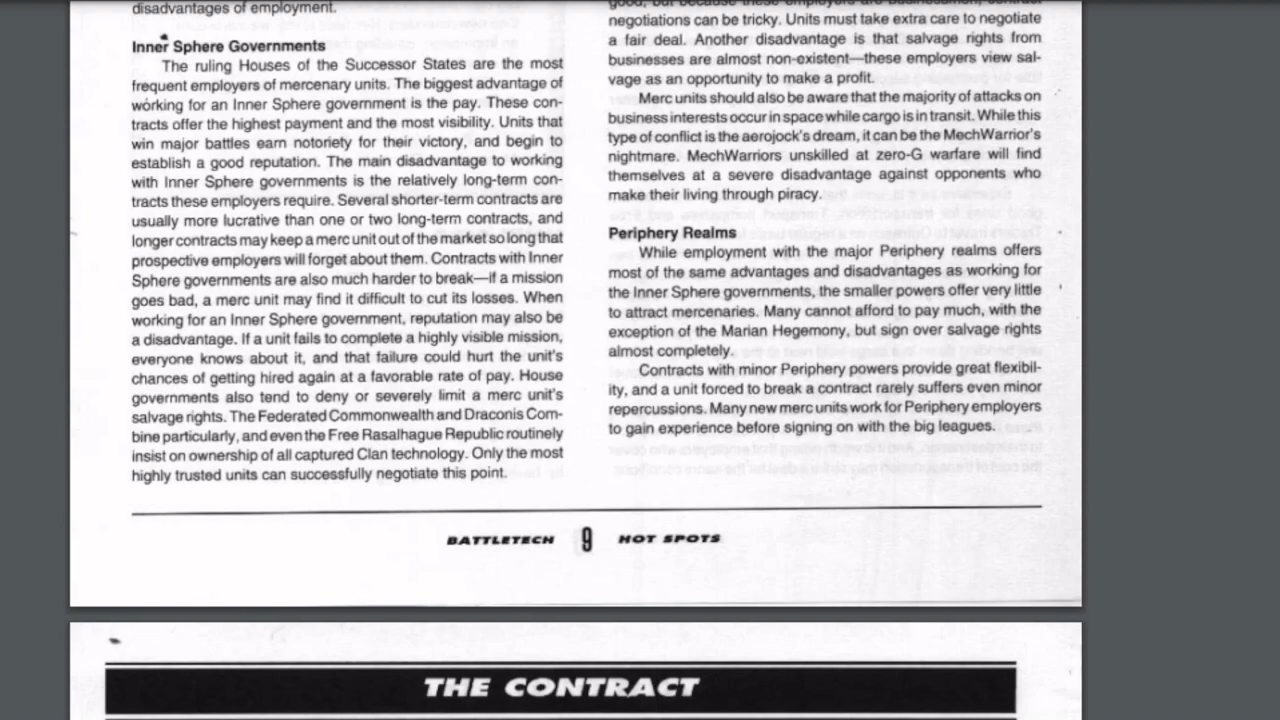 disadvantages of employment.
Inner Sphere Governments
The ruling Houses of the Successor States are the most
frequent employers of mercenary units. The biggest advantage of
working for an Inner Sphere government is the pay. These con-
tracts offer the highest payment and the most visibility. Units that
win major battles earn notoriety for their victory, and begin to
establish a good reputation. The main disadvantage to working
with Inner Sphere governments is the relatively long-term con-
tracts these employers require. Several shorter-term contracts are
usually more lucrative than one or two long-term contracts, and
longer contracts may keep a merc unit out of the market so long that
prospective employers will forget about them. Contracts with Inner
Sphere governments are also much harder to break—if a mission
goes bad, a merc unit may find it difficult to cut its losses. When
working for an Inner Sphere government, reputation may also be
a disadvantage. If a unit fails to complete a highly visible mission,
everyone knows about it, and that failure could hurt the unit's
chances of getting hired again at a favorable rate of pay. House
governments also tend to deny or severely limit a merc unit's
salvage rights. The Federated Commonwealth and Draconis Com-
bine particularly, and even the Free Rasalhague Republic routinely
insist on ownership of all captured Clan technology. Only the most
highly trusted units can successfully negotiate this point.
good, but because these employers are businessmen, contract
negotiations can be tricky. Units must take extra care to negotiate
a fair deal. Another disadvantage is that salvage rights from
businesses are almost non-existent—these employers view sal-
vage as an opportunity to make a profit.
Merc units should also be aware that the majority of attacks on
business interests occur in space while cargo is in transit. While this
type of conflict is the aerojock's dream, it can be the MechWarrior's
nightmare. MechWarriors unskilled at zero-G warfare will find
themselves at a severe disadvantage against opponents who
make their living through piracy.
Periphery Realms
While employment with the major Periphery realms offers
most of the same advantages and disadvantages as working for
the Inner Sphere governments, the smaller powers offer very little
to attract mercenaries. Many cannot afford to pay much, with the
exception of the Marian Hegemony, but sign over salvage rights
almost completely.
Contracts with minor Periphery powers provide great flexibil-
ity, and a unit forced to break a contract rarely suffers even minor
repercussions. Many new merc units work for Periphery employers
to gain experience before signing on with the big leagues.
BATTLETECH 9 HOT SPOTS
THE CONTRACT